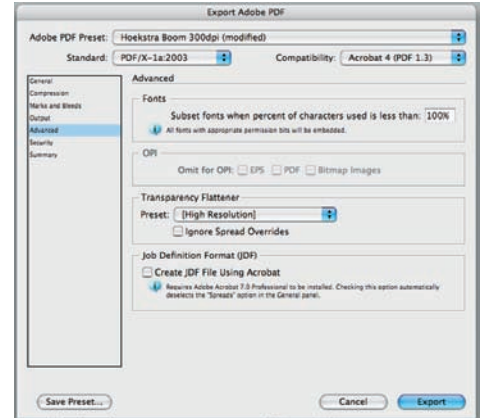 Export Adobe PDF
Adobe PDF Preset: Hoekstra Boom 300dpi (modified)
Standard: PDF/X-1a:2003 Compatibility: Acrobat 4 (PDF 1.3)
General
Compression
Marks and Bleeds
Output
Advanced
Security
Summary
Advanced
Fonts
Subset fonts when percent of characters used is less than: 100%
All fonts with appropriate permission bits will be embedded.
OPI
Omit for OPI: EPS PDF Bitmap Images
Transparency Flattener
Preset: [High Resolution]
Ignore Spread Overrides
Job Definition Format (JDF)
Create JDF File Using Acrobat
Requires Adobe Acrobat 7.0 Professional to be installed. Checking this option automatically
deselects the "Spreads" option in the General panel.
Save Preset... Cancel Export